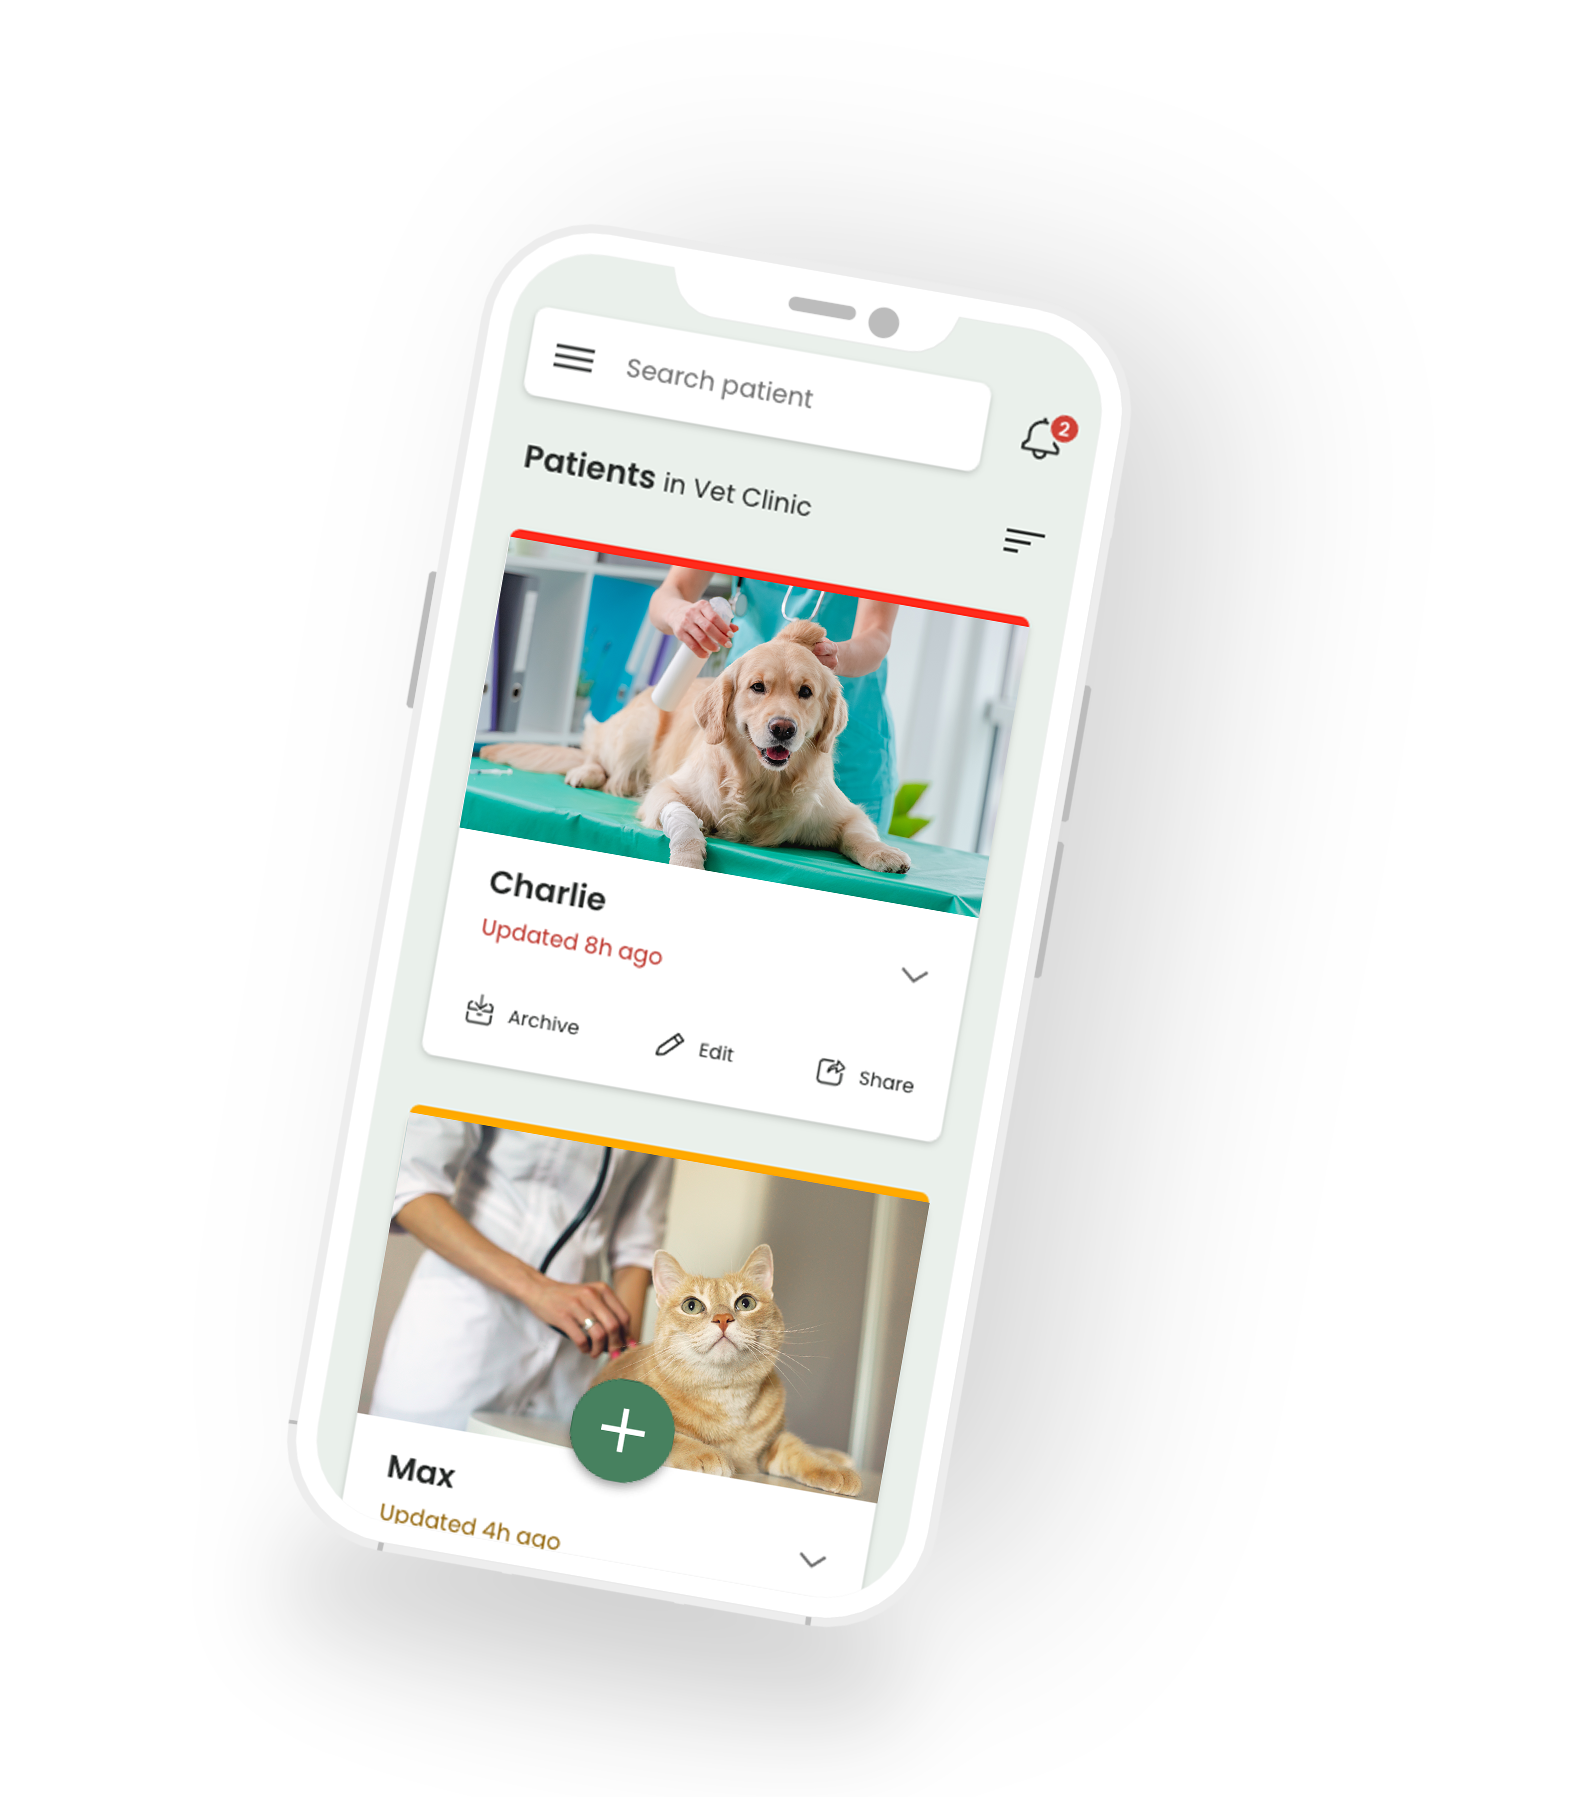 Search patient
2
Patients in Vet Clinic
Charlie
Updated 8h ago
Archive
Edit
Share
Max
Updated 4h ago